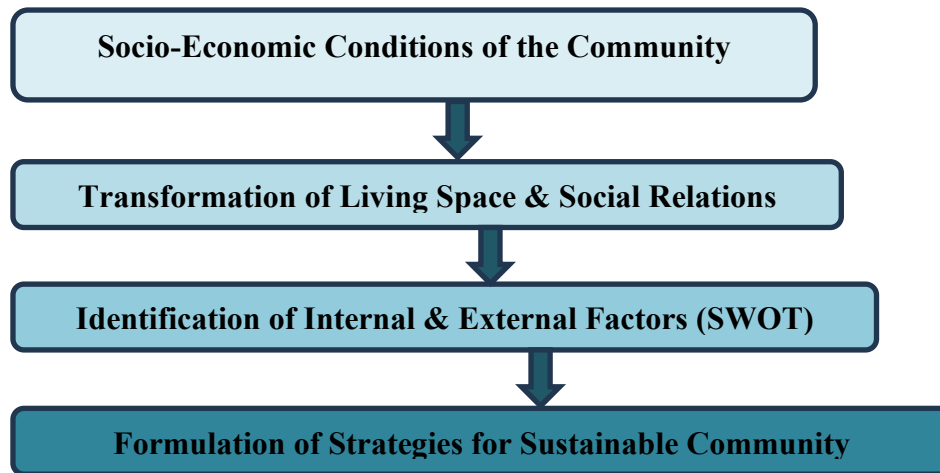 Socio-Economic Conditions of the Community
Transformation of Living Space & Social Relations
Identification of Internal & External Factors (SWOT)
Formulation of Strategies for Sustainable Community